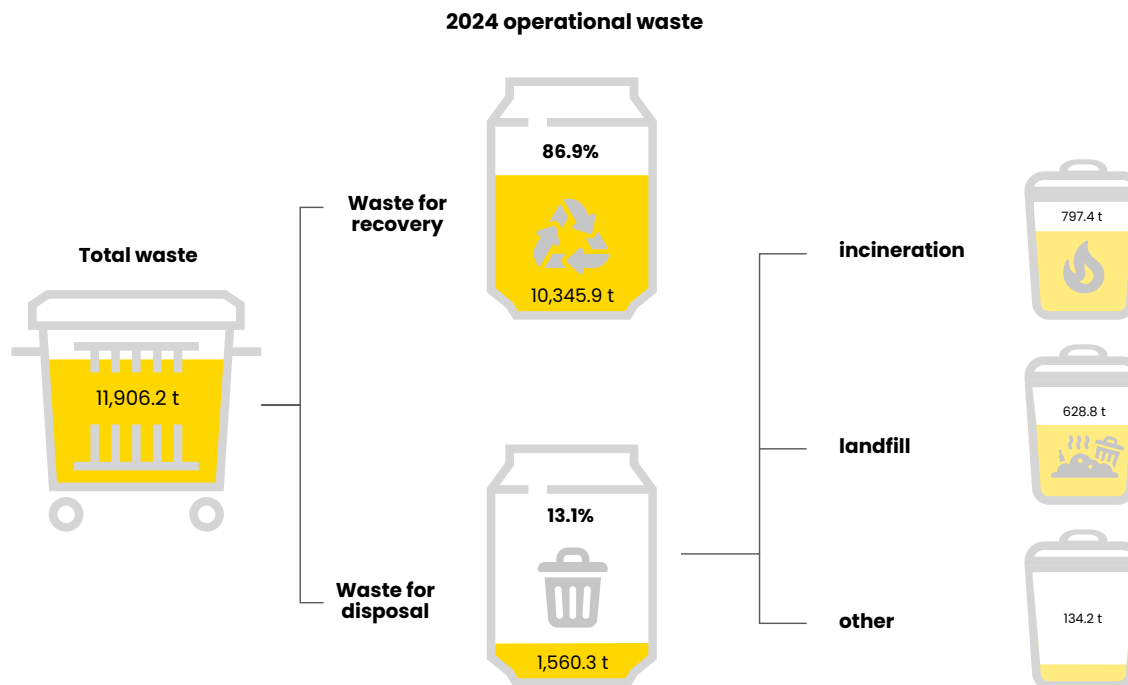 2024 operational waste
Total waste
11,906.2 t
Waste for
recovery
86.9%
10,345.9 t
Waste for
disposal
13.1%
1,560.3 t
incineration
797.4 t
landfill
628.8 t
other
134.2 t